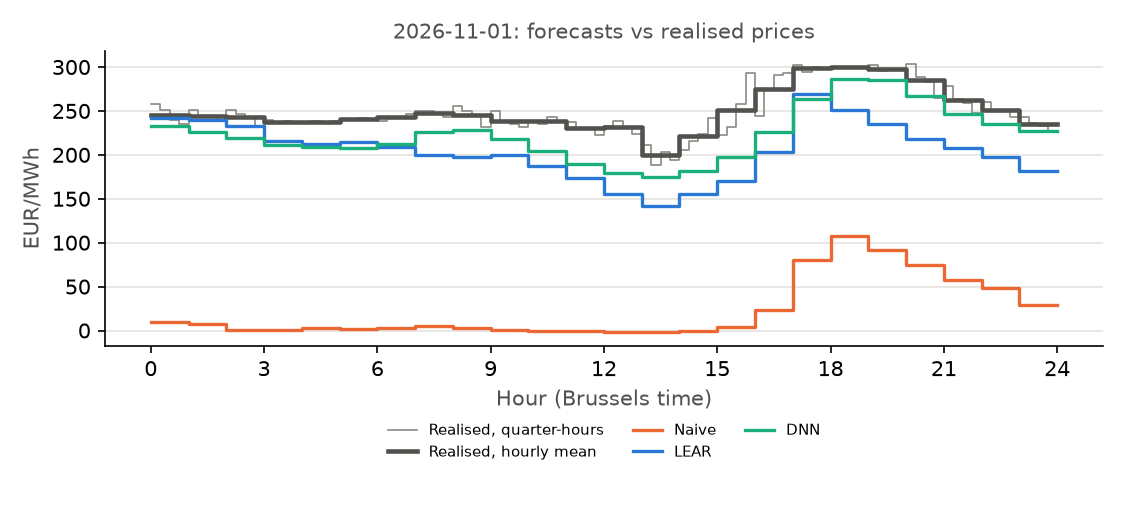 2026-11-01: forecasts vs realised prices
EUR/MWh
300
250
200
150
100
50
0
0 3 6 9 12 15 18 21 24
Hour (Brussels time)
Realised, quarter-hours Naive DNN
Realised, hourly mean LEAR